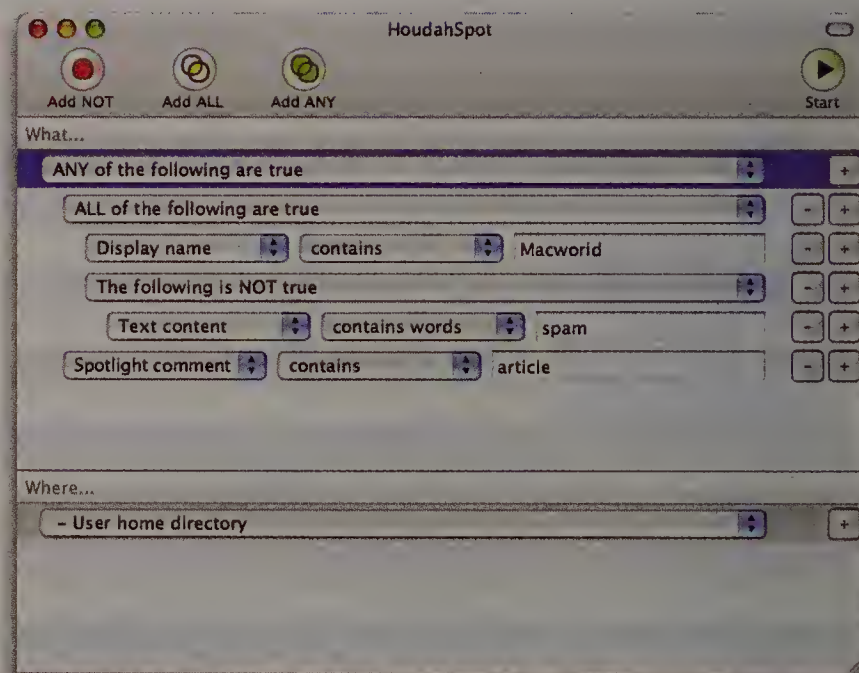 HoudahSpot
Add NOT Add ALL Add ANY Start
What...
ANY of the following are true +
ALL of the following are true - +
Display name contains Macworld - +
The following is NOT true - +
Text content contains words spam - +
Spotlight comment contains article - +
Where...
– User home directory +